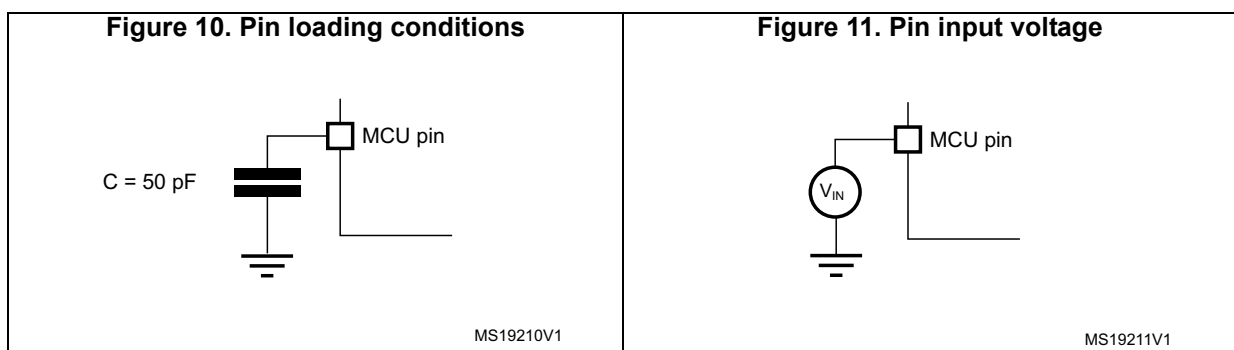 Figure 10. Pin loading conditions
MCU pin
C = 50 pF
MS19210V1
Figure 11. Pin input voltage
MCU pin
VIN
MS19211V1